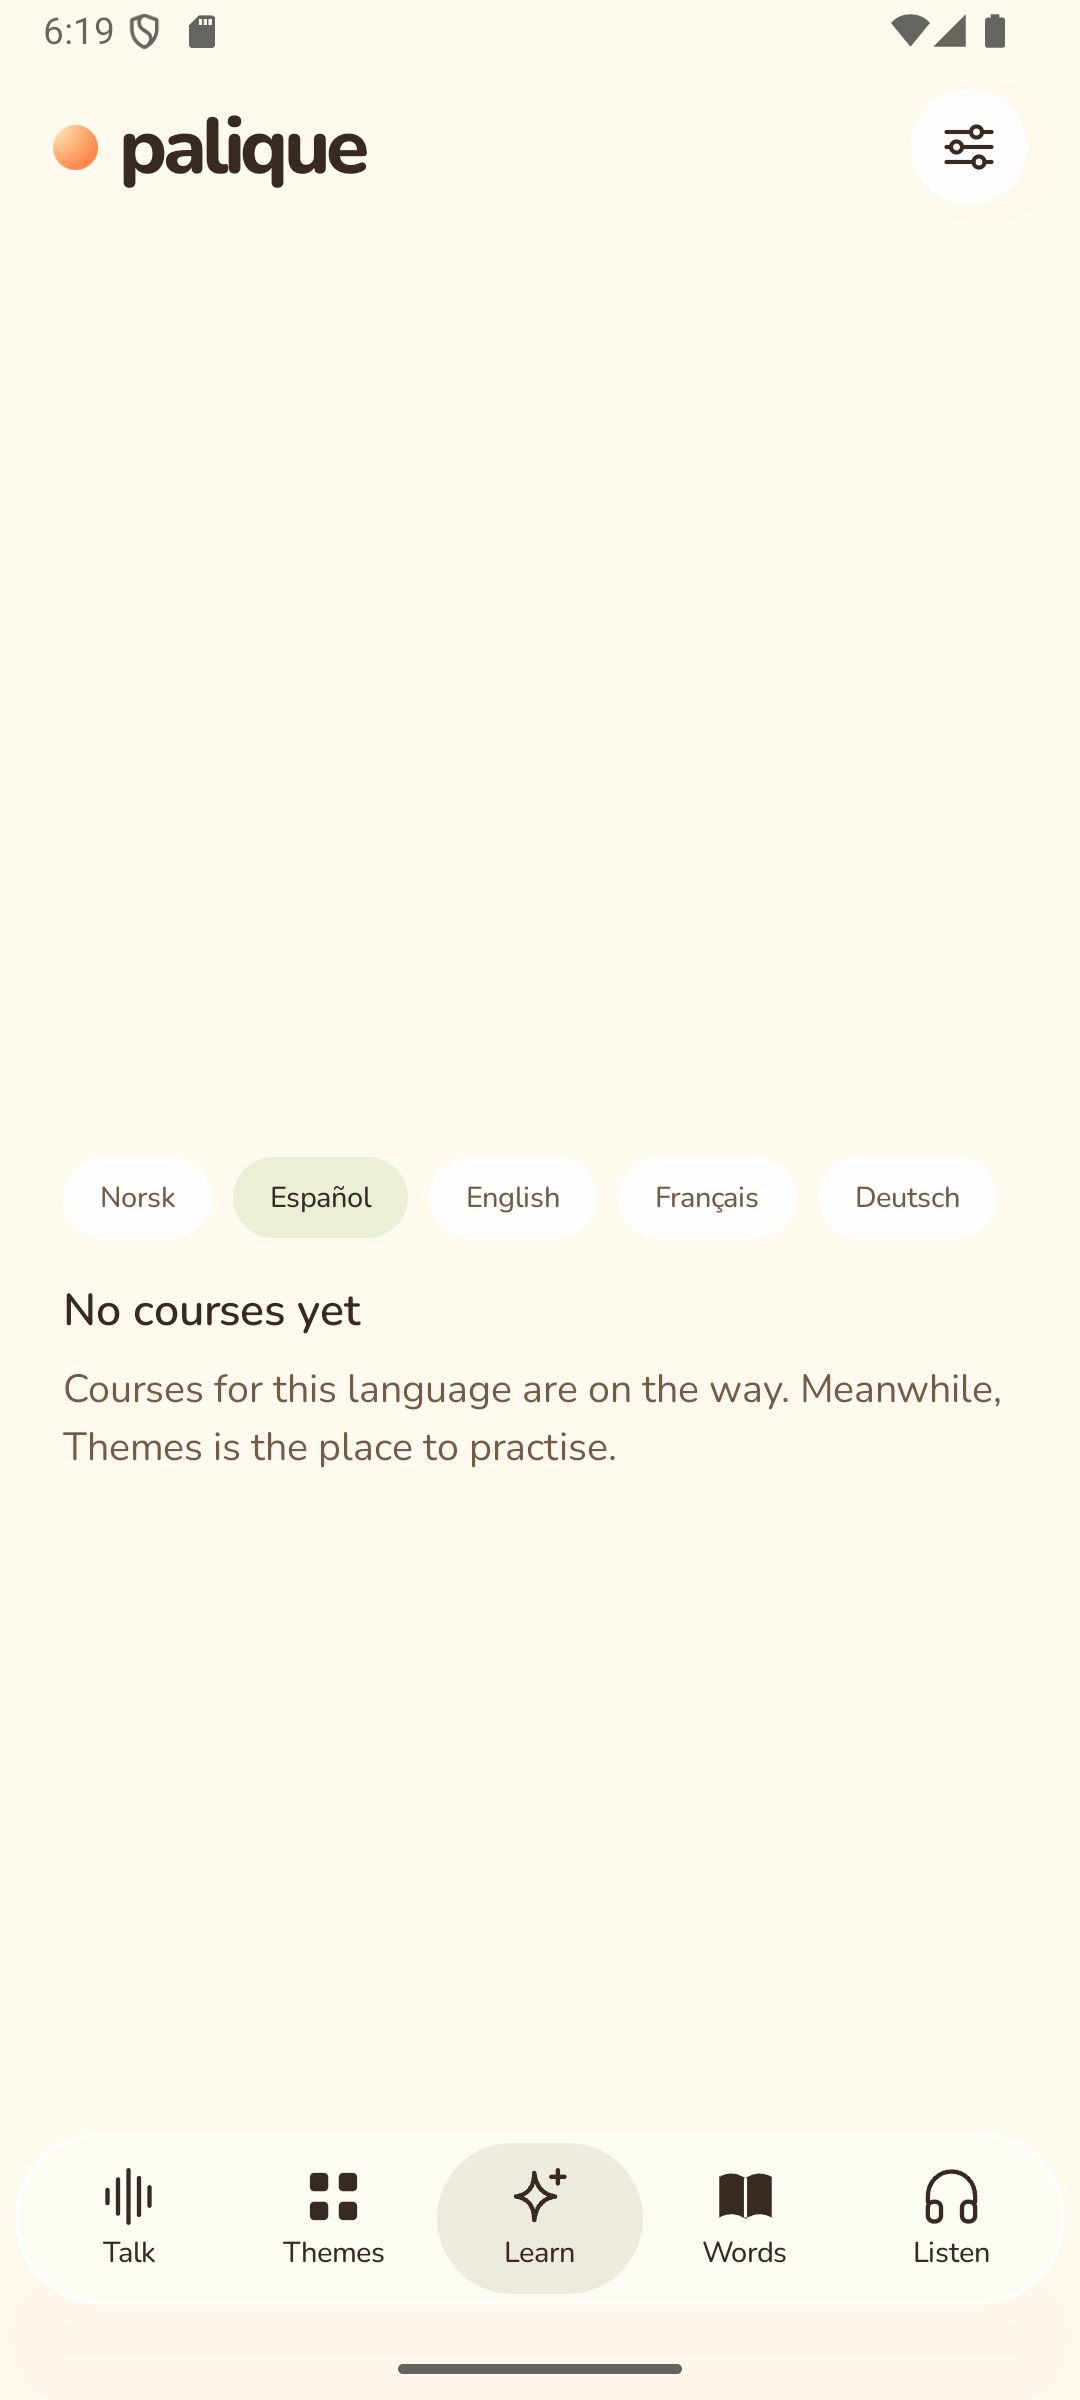 6:19
palique
Norsk Español English Français Deutsch
No courses yet
Courses for this language are on the way. Meanwhile,
Themes is the place to practise.
Talk Themes Learn Words Listen